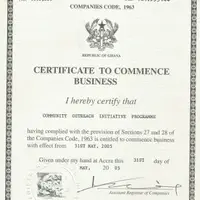 COMPANIES CODE, 1963
REPUBLIC OF GHANA
CERTIFICATE TO COMMENCE
BUSINESS
I hereby certify that
COMMUNITY OUTREACH INITIATIVE PROGRAMME
having complied with the provision of Sections 27 and 28 of
the Companies Code, 1963 is entitled to commence business
with effect from 31ST MAY, 2005
Given under my hand at Accra this 31ST day of
MAY, 20 05
Assistant Registrar of Companies